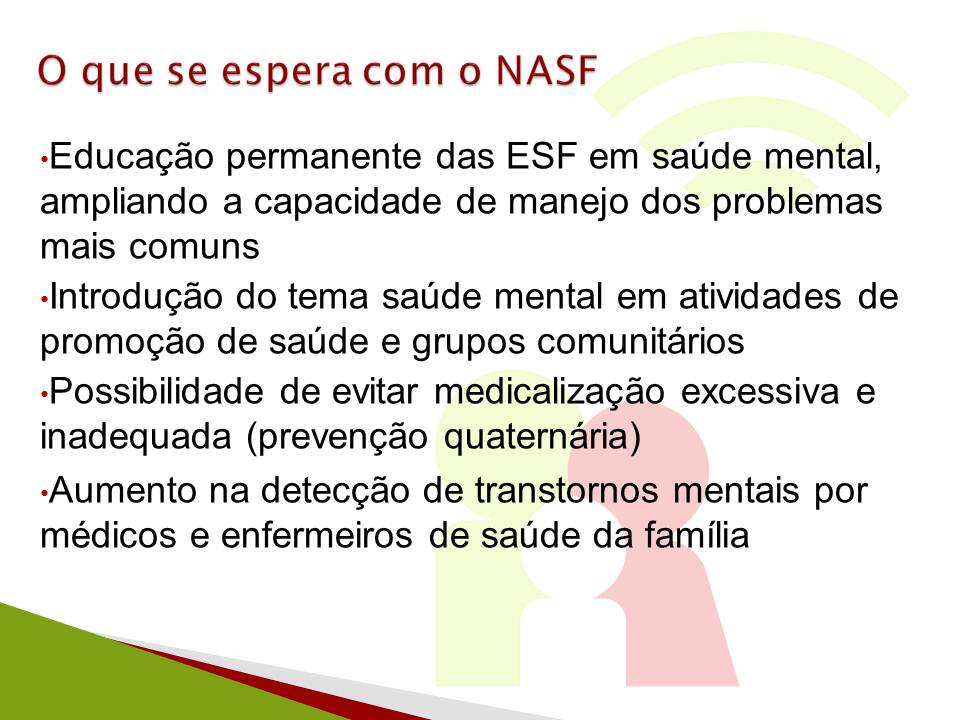 O que se espera com o NASF
•Educação permanente das ESF em saúde mental,
ampliando a capacidade de manejo dos problemas
mais comuns
•Introdução do tema saúde mental em atividades de
promoção de saúde e grupos comunitários
•Possibilidade de evitar medicalização excessiva e
inadequada (prevenção quaternária)
•Aumento na detecção de transtornos mentais por
médicos e enfermeiros de saúde da família